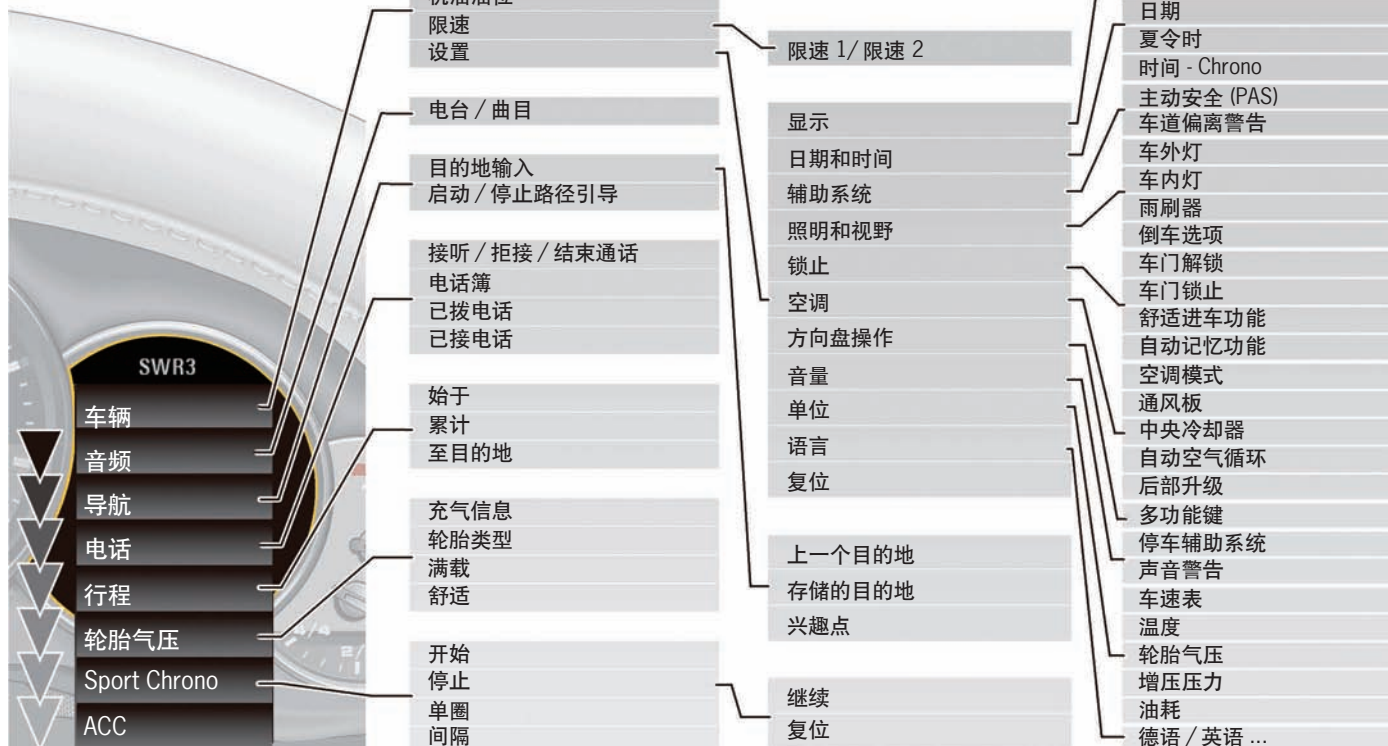 SWR3
车辆
音频
导航
电话
行程
轮胎气压
Sport Chrono
ACC
机油油位
限速
设置
电台 / 曲目
目的地输入
启动 / 停止路径引导
接听 / 拒接 / 结束通话
电话簿
已拨电话
已接电话
始于
累计
至目的地
充气信息
轮胎类型
满载
舒适
开始
停止
单圈
间隔
限速 1/ 限速 2
显示
日期和时间
辅助系统
照明和视野
锁止
空调
方向盘操作
音量
单位
语言
复位
上一个目的地
存储的目的地
兴趣点
继续
复位
日期
夏令时
时间 - Chrono
主动安全 (PAS)
车道偏离警告
车外灯
车内灯
雨刷器
倒车选项
车门解锁
车门锁止
舒适进车功能
自动记忆功能
空调模式
通风板
中央冷却器
自动空气循环
后部升级
多功能键
停车辅助系统
声音警告
车速表
温度
轮胎气压
增压压力
油耗
德语 / 英语 ...